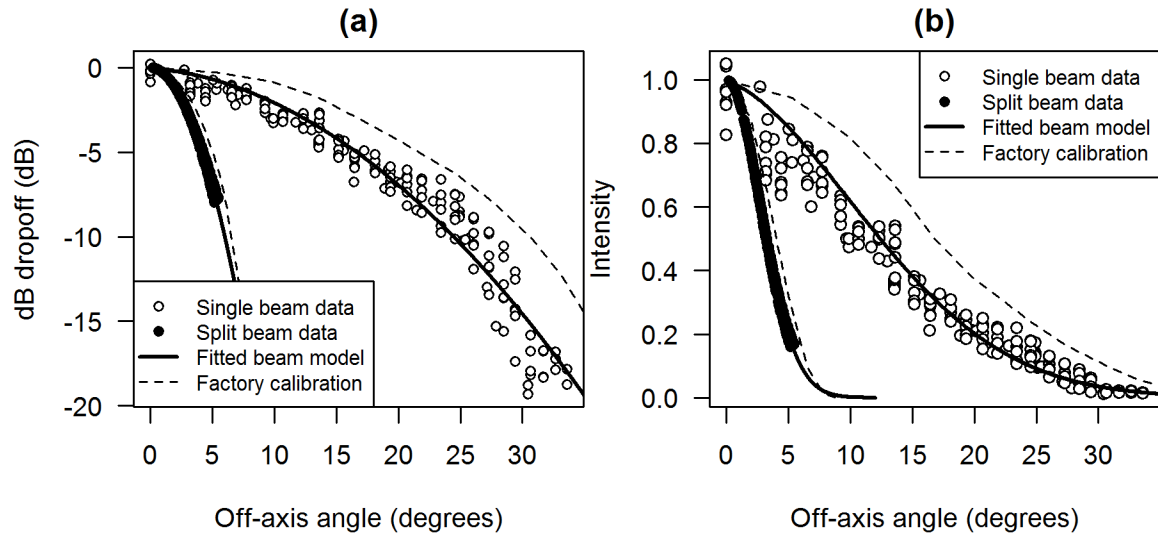 (a)
dB dropoff (dB)
0
-5
-10
-15
-20
Single beam data
Split beam data
Fitted beam model
Factory calibration
0 5 10 15 20 25 30
Off-axis angle (degrees)
(b)
Intensity
1.0
0.8
0.6
0.4
0.2
0.0
Single beam data
Split beam data
Fitted beam model
Factory calibration
0 5 10 15 20 25 30
Off-axis angle (degrees)